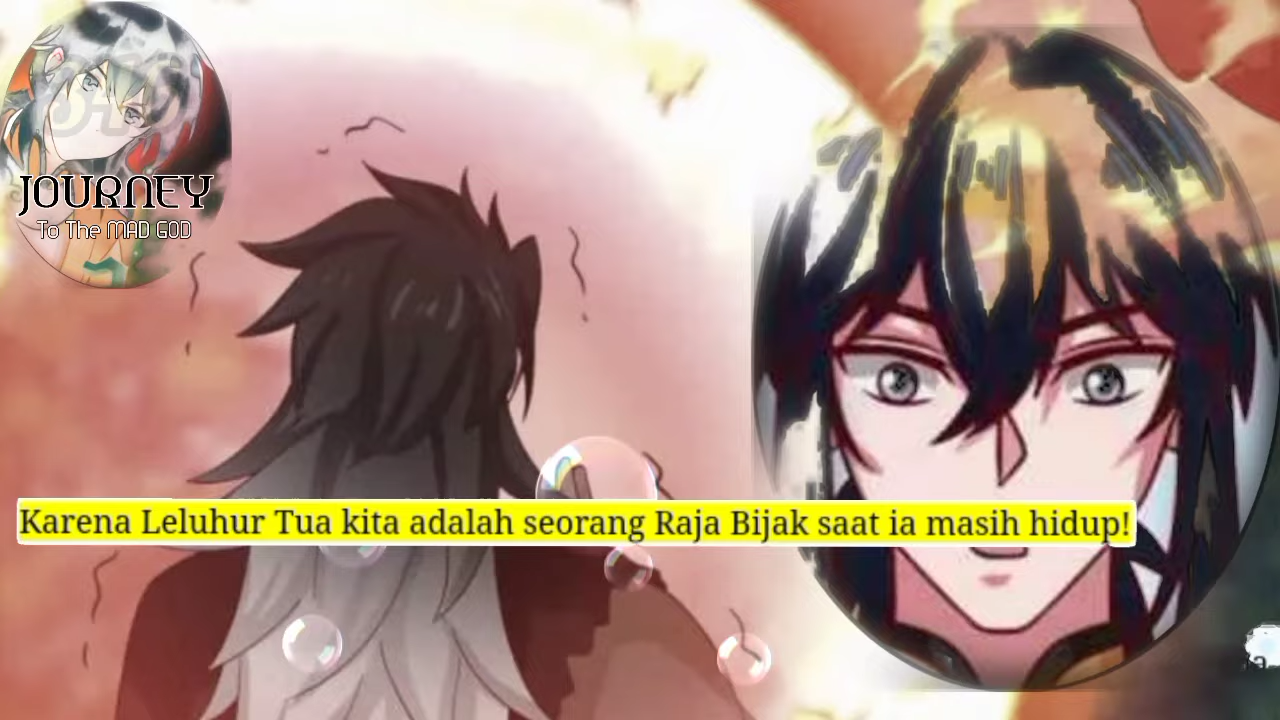 JOURNEY
To The MAD GOD
Karena Leluhur Tua kita adalah seorang Raja Bijak saat ia masih hidup!